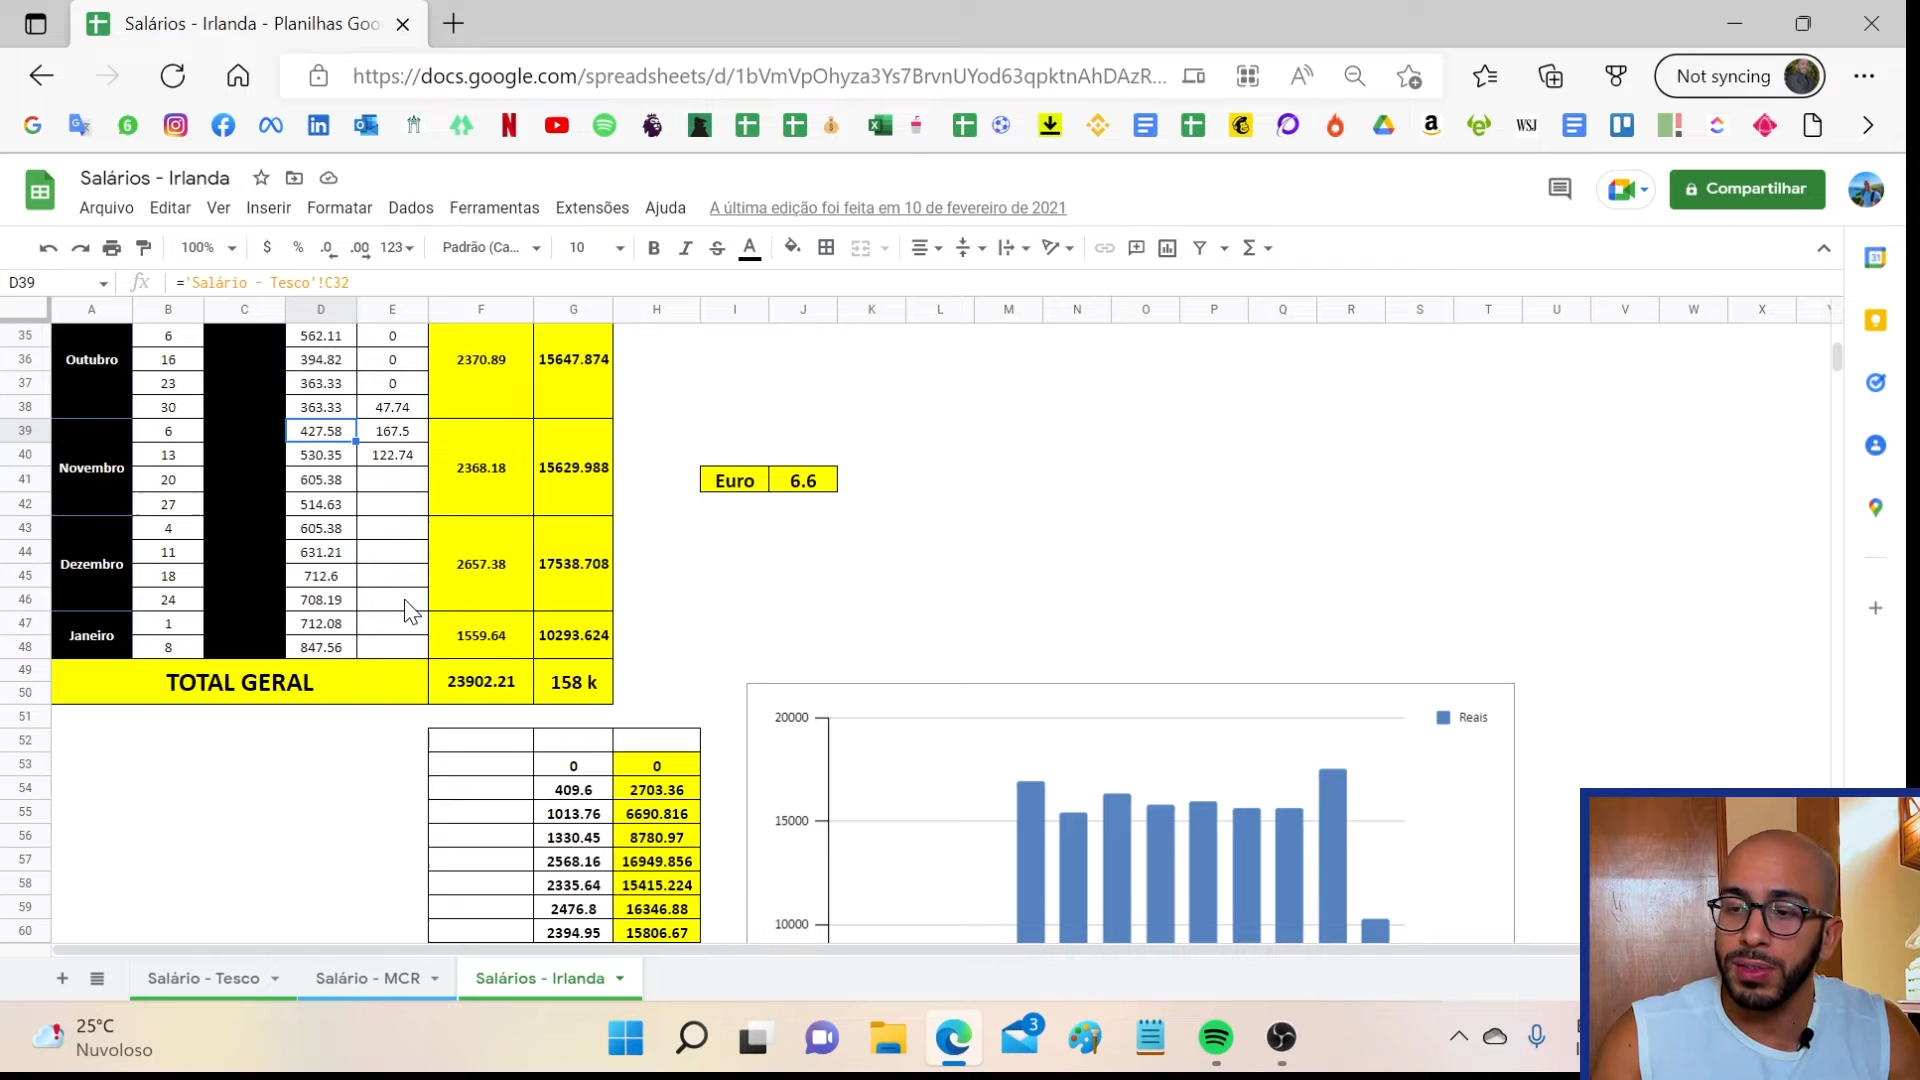 Salários - Irlanda - Planilhas Goo
https://docs.google.com/spreadsheets/d/1bVmVpOhyza3Ys7BrvnUYod63qpktnAhDAzR...
Not syncing
WSJ
Salários - Irlanda
Compartilhar
Arquivo Editar Ver Inserir Formatar Dados Ferramentas Extensões Ajuda A última edição foi feita em 10 de fevereiro de 2021
100% $ % .0 .00 123 Padrão (Ca... 10 B I S A
D39 fx ='Salário - Tesco'!C32
A B C D E F G H I J K L M N O P Q R S T U V W X
35 6 562.11 0
36 Outubro 16 394.82 0 2370.89 15647.874
37 23 363.33 0
38 30 363.33 47.74
39 6 427.58 167.5
40 13 530.35 122.74
Novembro 2368.18 15629.988
41 20 605.38 Euro 6.6
42 27 514.63
43 4 605.38
44 11 631.21
Dezembro 2657.38 17538.708
45 18 712.6
46 24 708.19
47 1 712.08
Janeiro 1559.64 10293.624
48 8 847.56
49
TOTAL GERAL 23902.21 158 k
50
51
20000 Reais
52
53 0 0
54 409.6 2703.36
55 1013.76 6690.816
15000
56 1330.45 8780.97
57 2568.16 16949.856
58 2335.64 15415.224
59 2476.8 16346.88
60 2394.95 15806.67
10000
Salário - Tesco Salário - MCR Salários - Irlanda
25°C
Nuvoloso
3